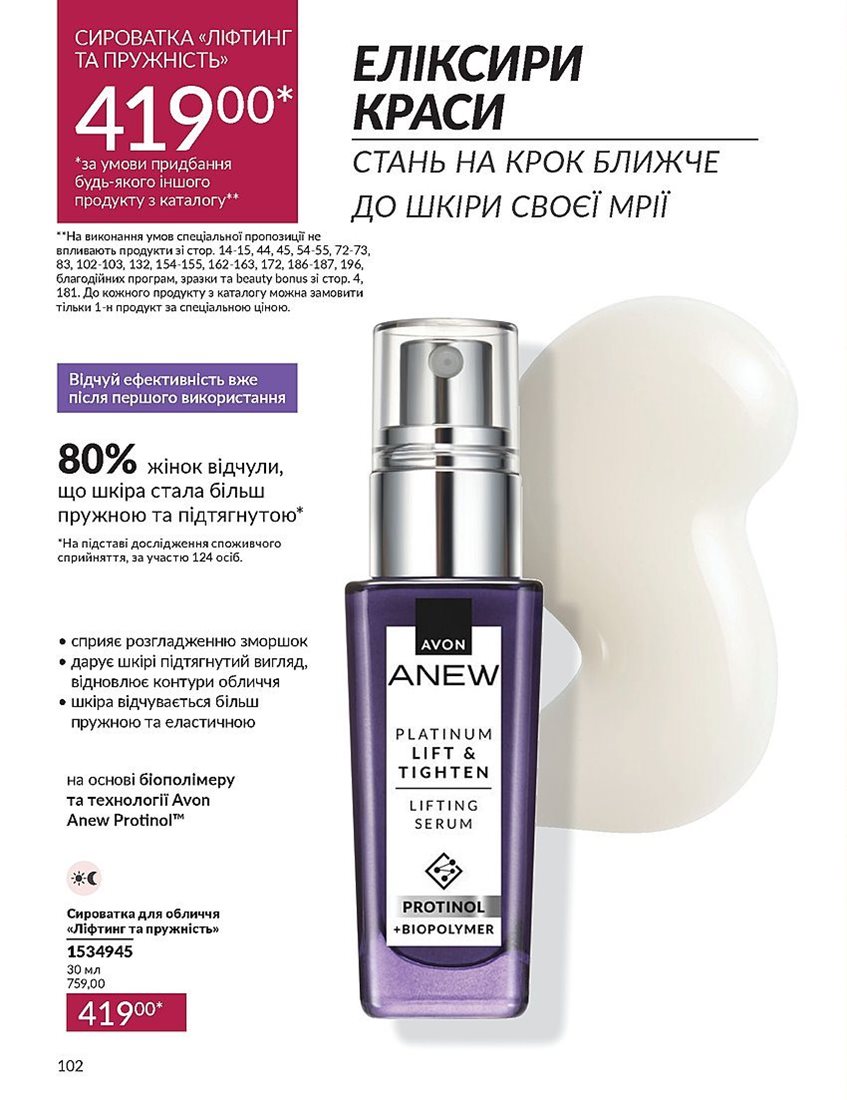 СИРОВАТКА «ЛІФТИНГ
ТА ПРУЖНІСТЬ»
41900*
*за умови придбання
будь-якого іншого
продукту з каталогу**
ЕЛІКСИРИ
КРАСИ
СТАНЬ НА КРОК БЛИЖЧЕ
ДО ШКІРИ СВОЄЇ МРІЇ
**На виконання умов спеціальної пропозиції не
впливають продукти зі стор. 14-15, 44, 45, 54-55, 72-73,
83, 102-103, 132, 154-155, 162-163, 172, 186-187, 196,
благодійних програм, зразки та beauty bonus зі стор. 4,
181. До кожного продукту з каталогу можна замовити
тільки 1-н продукт за спеціальною ціною.
Відчуй ефективність вже
після першого використання
80% жінок відчули,
що шкіра стала більш
пружною та підтягнутою*
*На підставі дослідження споживчого
сприйняття, за участю 124 осіб.
• сприяє розгладженню зморшок
• дарує шкірі підтягнутий вигляд,
відновлює контури обличчя
• шкіра відчувається більш
пружною та еластичною
на основі біополімеру
та технології Avon
Anew Protinol™
Сироватка для обличчя
«Ліфтинг та пружність»
1534945
30 мл
759,00
41900*
AVON
ANEW
PLATINUM
LIFT &
TIGHTEN
LIFTING
SERUM
PROTINOL
+BIOPOLYMER
102